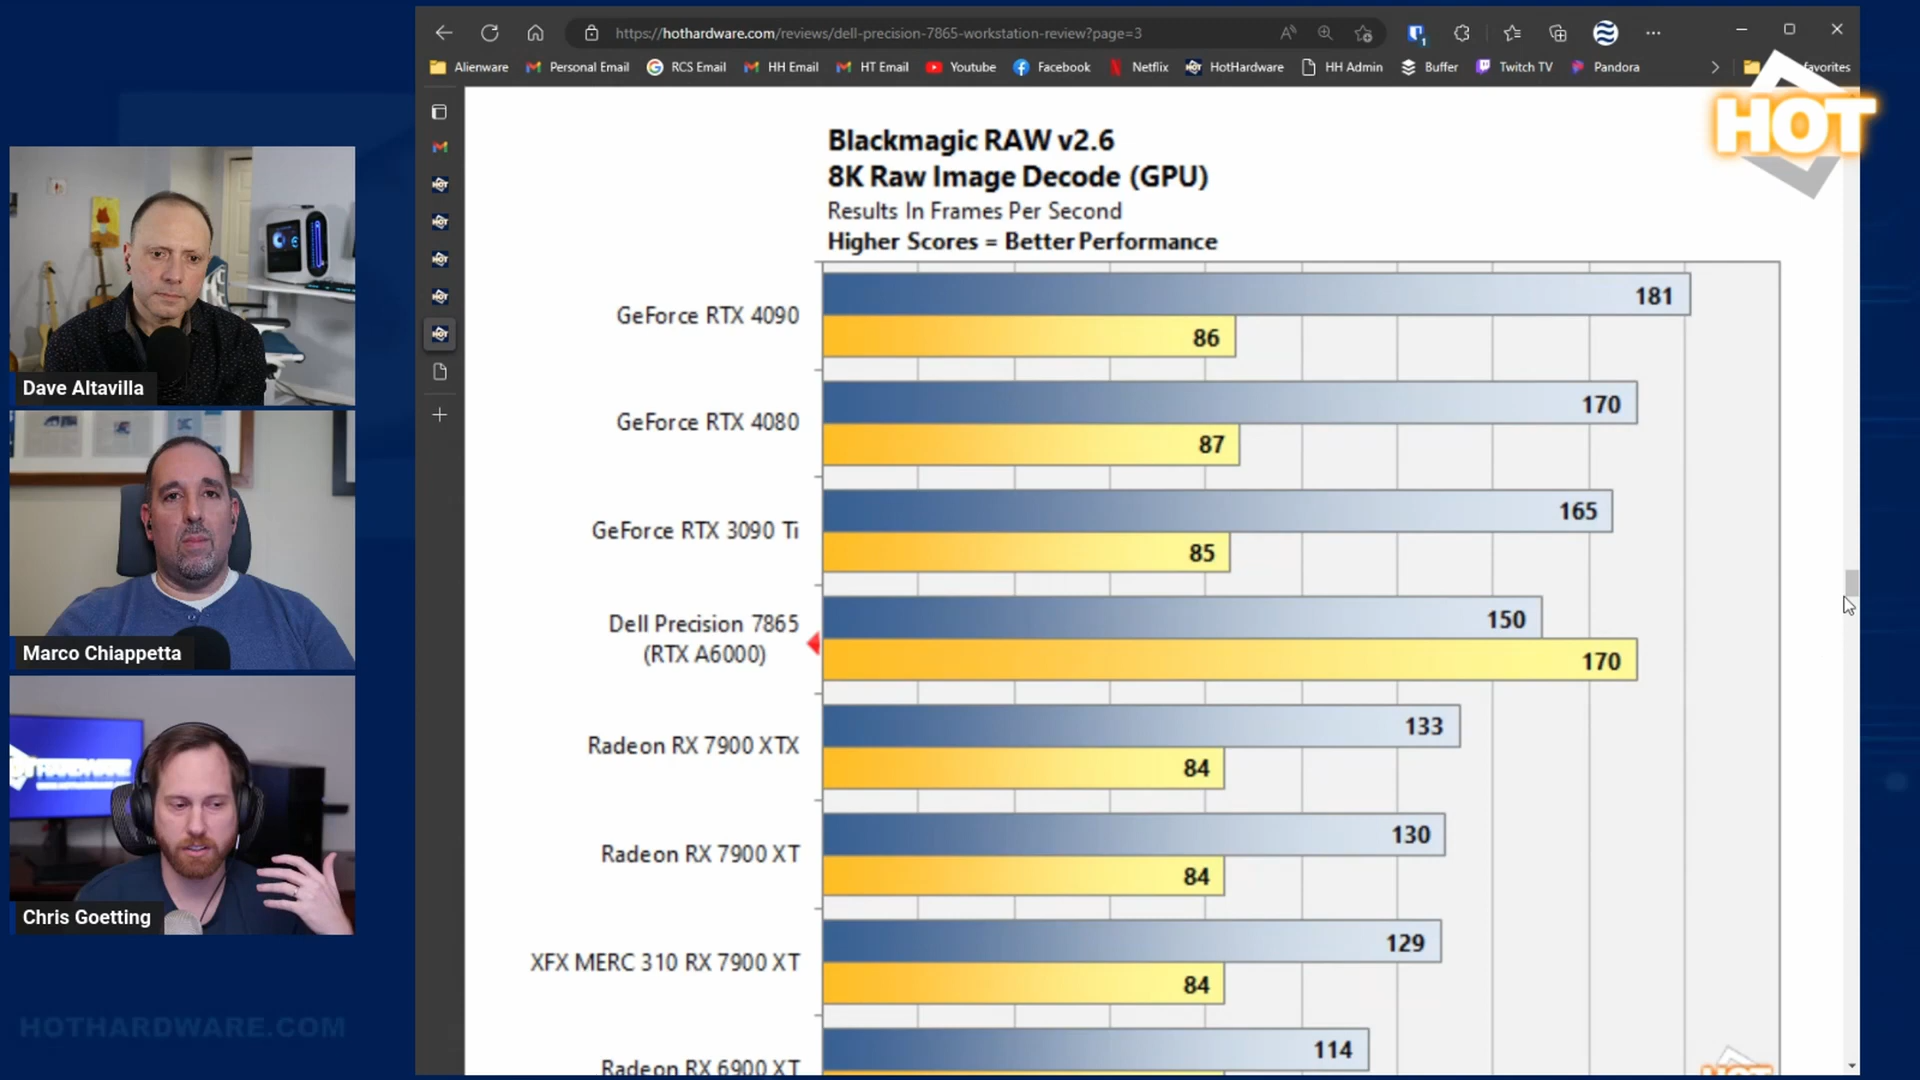 https://hothardware.com/reviews/dell-precision-7865-workstation-review?page=3
Alienware Personal Email RCS Email HH Email HT Email Youtube Facebook Netflix HotHardware HH Admin Buffer Twitch TV Pandora favorites
HOT
Blackmagic RAW v2.6
8K Raw Image Decode (GPU)
Results In Frames Per Second
Higher Scores = Better Performance
GeForce RTX 4090
181
86
GeForce RTX 4080
170
87
GeForce RTX 3090 Ti
165
85
Dell Precision 7865
(RTX A6000)
150
170
Radeon RX 7900 XTX
133
84
Radeon RX 7900 XT
130
84
XFX MERC 310 RX 7900 XT
129
84
Radeon RX 6900 XT
114
Dave Altavilla
Marco Chiappetta
Chris Goetting
HOTHARDWARE.COM